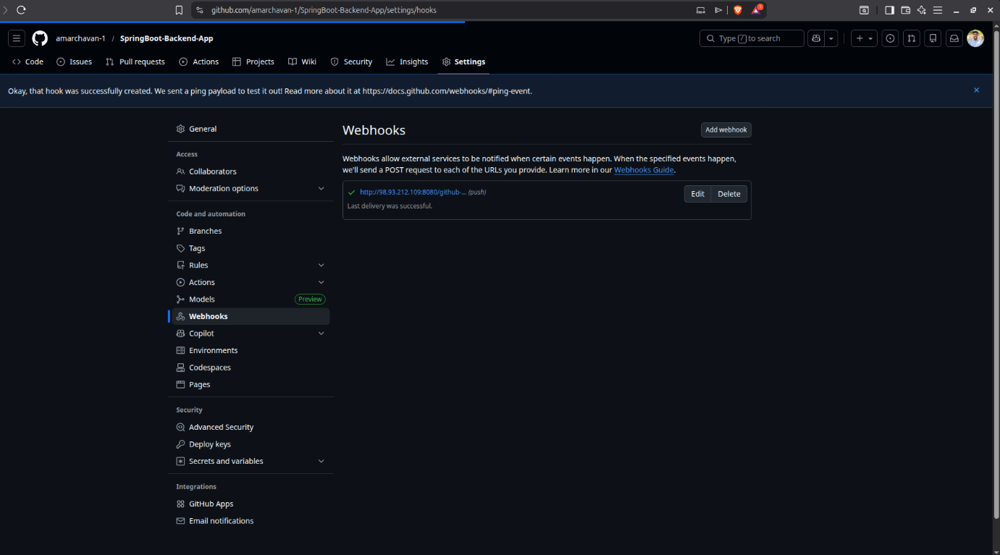 github.com/amarchavan-1/SpringBoot-Backend-App/settings/hooks
amarchavan-1 / SpringBoot-Backend-App
Type / to search
Code Issues Pull requests Actions Projects Wiki Security Insights Settings
Okay, that hook was successfully created. We sent a ping payload to test it out! Read more about it at https://docs.github.com/webhooks/#ping-event.
General
Access
Collaborators
Moderation options
Code and automation
Branches
Tags
Rules
Actions
Models Preview
Webhooks
Copilot
Environments
Codespaces
Pages
Security
Advanced Security
Deploy keys
Secrets and variables
Integrations
GitHub Apps
Email notifications
Webhooks
Add webhook
Webhooks allow external services to be notified when certain events happen. When the specified events happen,
we'll send a POST request to each of the URLs you provide. Learn more in our Webhooks Guide.
http://98.93.212.109:8080/github-... (push)
Edit Delete
Last delivery was successful.